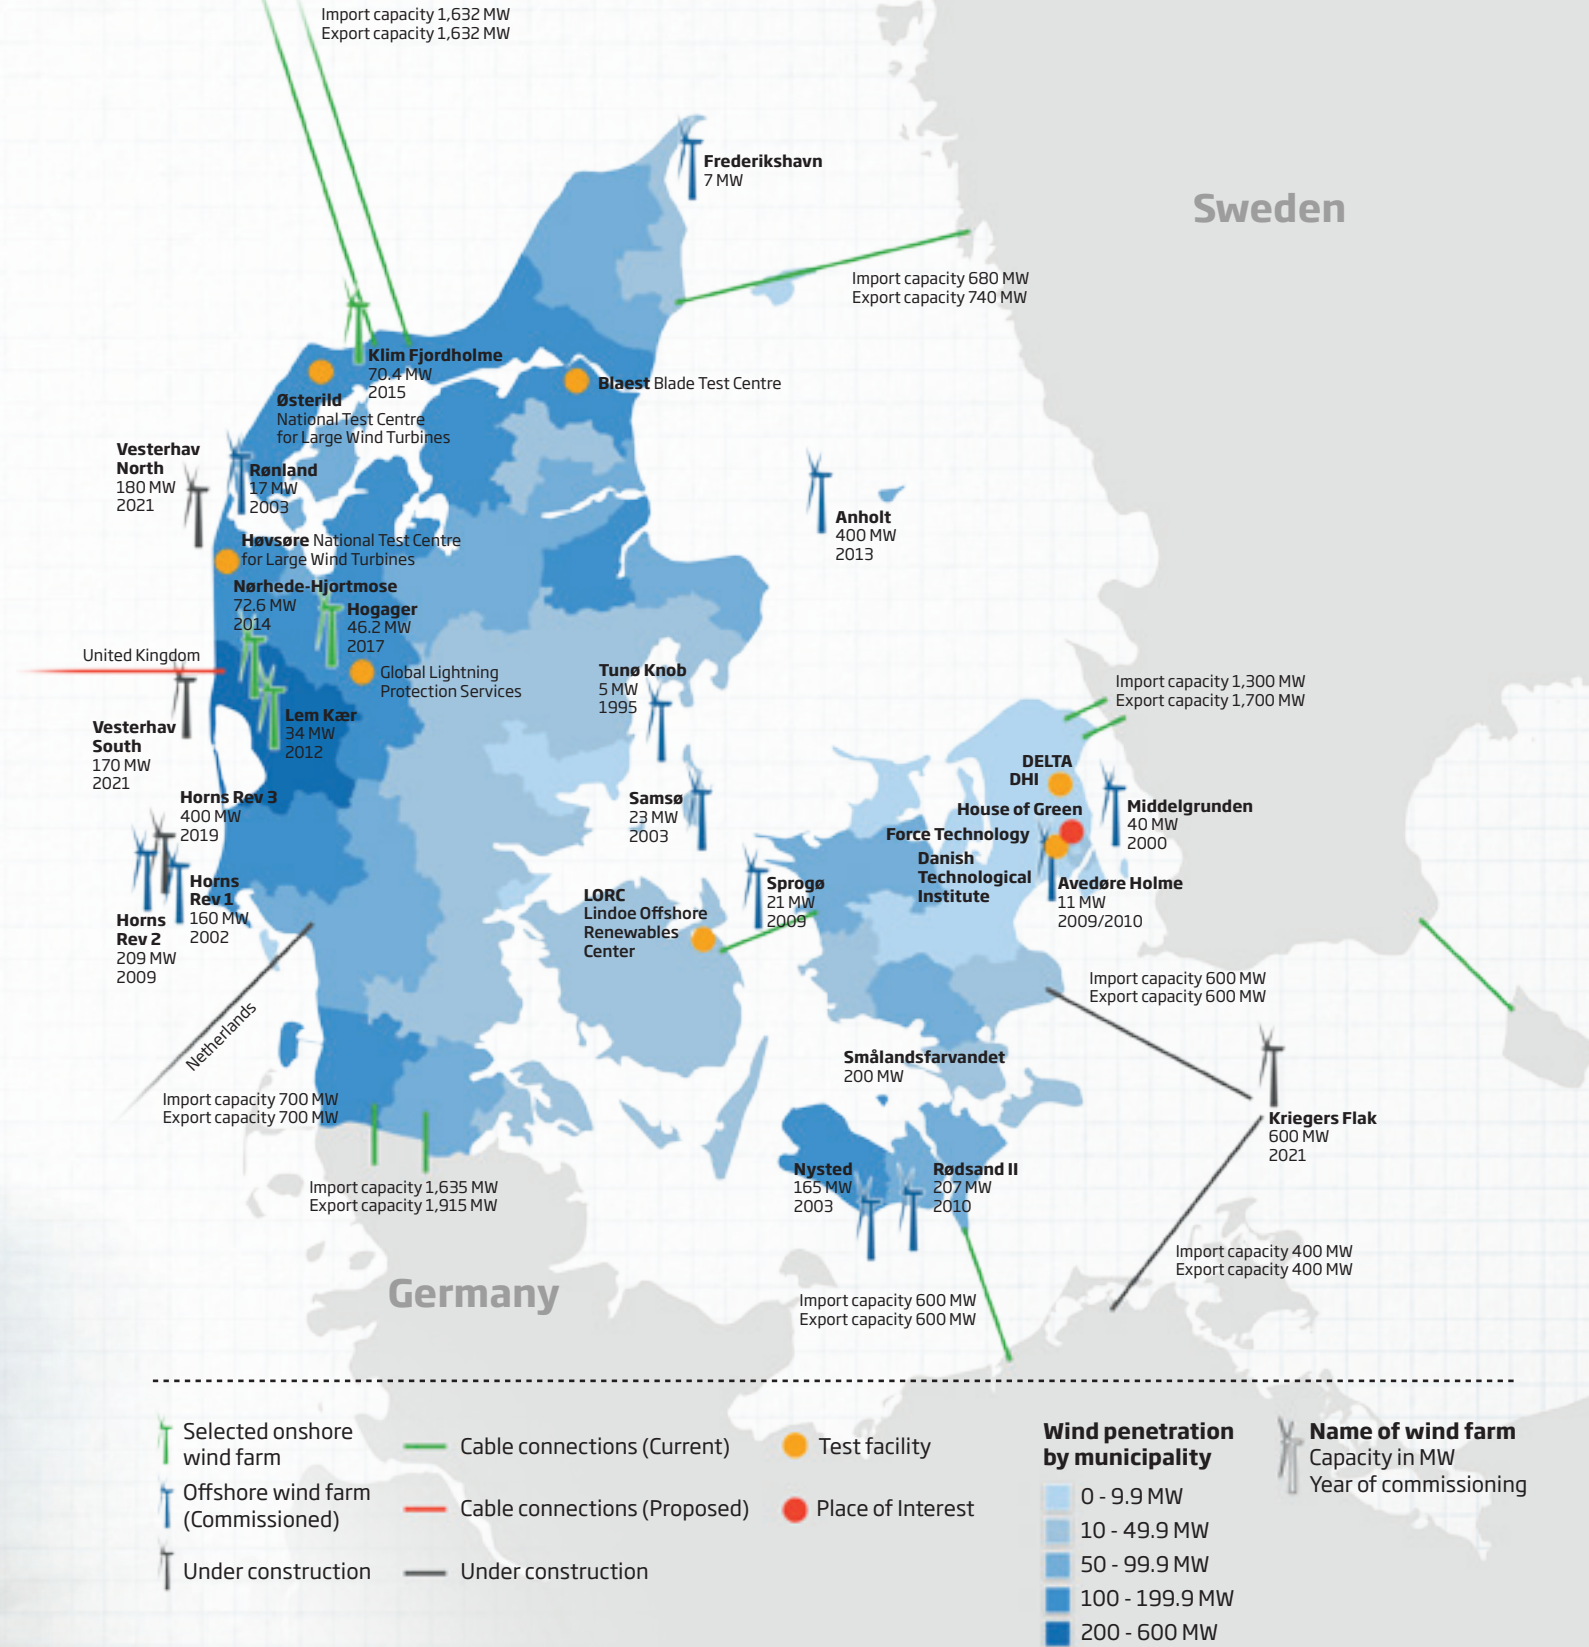 Import capacity 1,632 MW
Export capacity 1,632 MW
Frederikshavn
7 MW
Sweden
Import capacity 680 MW
Export capacity 740 MW
Klim Fjordholme
70.4 MW
2015
Blaest Blade Test Centre
Østerild
National Test Centre
for Large Wind Turbines
Vesterhav
North
180 MW
2021
Rønland
17 MW
2003
Anholt
400 MW
2013
Høvsøre National Test Centre
for Large Wind Turbines
Nørhede-Hjortmose
72.6 MW
2014
Hogager
46.2 MW
2017
United Kingdom
Global Lightning
Protection Services
Tunø Knob
5 MW
1995
Import capacity 1,300 MW
Export capacity 1,700 MW
Vesterhav
South
170 MW
2021
Lem Kær
34 MW
2012
DELTA
DHI
Horns Rev 3
400 MW
2019
Samsø
23 MW
2003
House of Green
Force Technology
Middelgrunden
40 MW
2000
Danish
Technological
Institute
Horns
Rev 1
160 MW
2002
Horns
Rev 2
209 MW
2009
LORC
Lindoe Offshore
Renewables
Center
Sprogø
21 MW
2009
Avedøre Holme
11 MW
2009/2010
Import capacity 600 MW
Export capacity 600 MW
Netherlands
Smålandsfarvandet
200 MW
Import capacity 700 MW
Export capacity 700 MW
Kriegers Flak
600 MW
2021
Nysted
165 MW
2003
Rødsand II
207 MW
2010
Import capacity 1,635 MW
Export capacity 1,915 MW
Import capacity 400 MW
Export capacity 400 MW
Germany
Import capacity 600 MW
Export capacity 600 MW
Selected onshore
wind farm
Offshore wind farm
(Commissioned)
Under construction
Cable connections (Current)
Cable connections (Proposed)
Under construction
Test facility
Place of Interest
Wind penetration
by municipality
0 - 9.9 MW
10 - 49.9 MW
50 - 99.9 MW
100 - 199.9 MW
200 - 600 MW
Name of wind farm
Capacity in MW
Year of commissioning